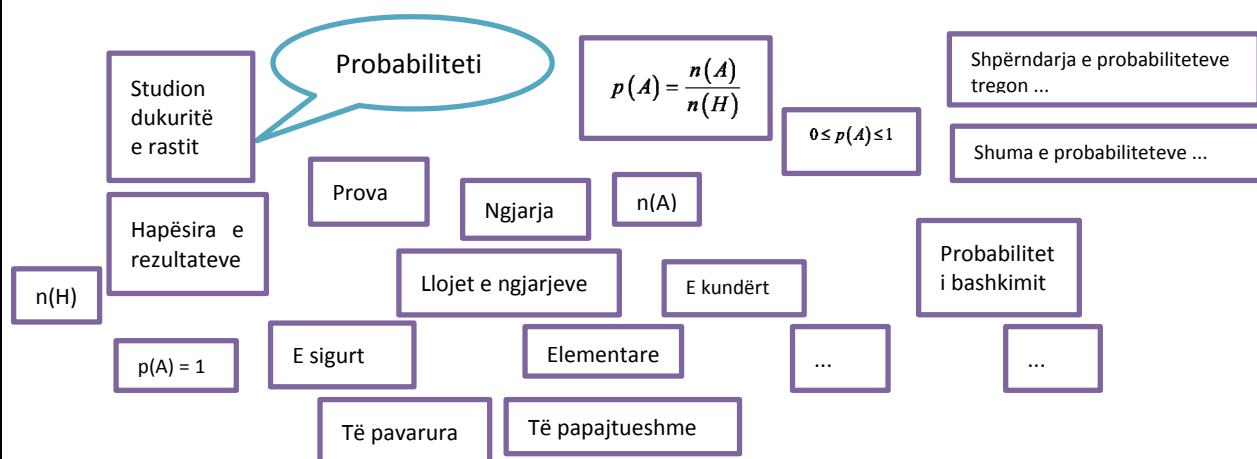 Probabiliteti
Studion
dukuritë
e rastit
p(A) = n(A) / n(H)
Shpërndarja e probabiliteteve
tregon ...
0 ≤ p(A) ≤ 1
Shuma e probabiliteteve ...
Prova
Ngjarja
n(A)
Hapësira e
rezultateve
Probabilitet
i bashkimit
n(H)
Llojet e ngjarjeve
E kundërt
p(A) = 1
E sigurt
Elementare
...
...
Të pavarura
Të papajtueshme